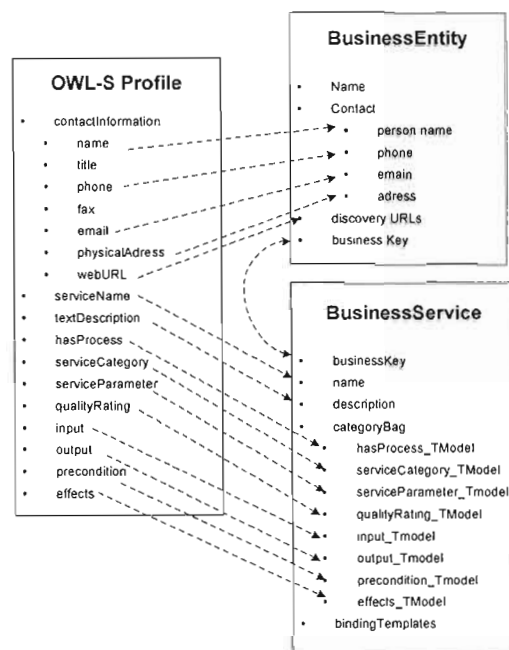 OWL-S Profile
• contactInformation
• name
• title
• phone
• fax
• email
• physicalAdress
• webURL
• serviceName
• textDescription
• hasProcess
• serviceCategory
• serviceParameter
• qualityRating
• input
• output
• precondition
• effects
BusinessEntity
• Name
• Contact
• person name
• phone
• emain
• adress
• discovery URLs
• business Key
BusinessService
• businessKey
• name
• description
• categoryBag
• hasProcess_TModel
• serviceCategory_TModel
• serviceParameter_Tmodel
• qualityRating_TModel
• input_Tmodel
• output_Tmodel
• precondition_Tmodel
• effects_TModel
• bindingTemplates